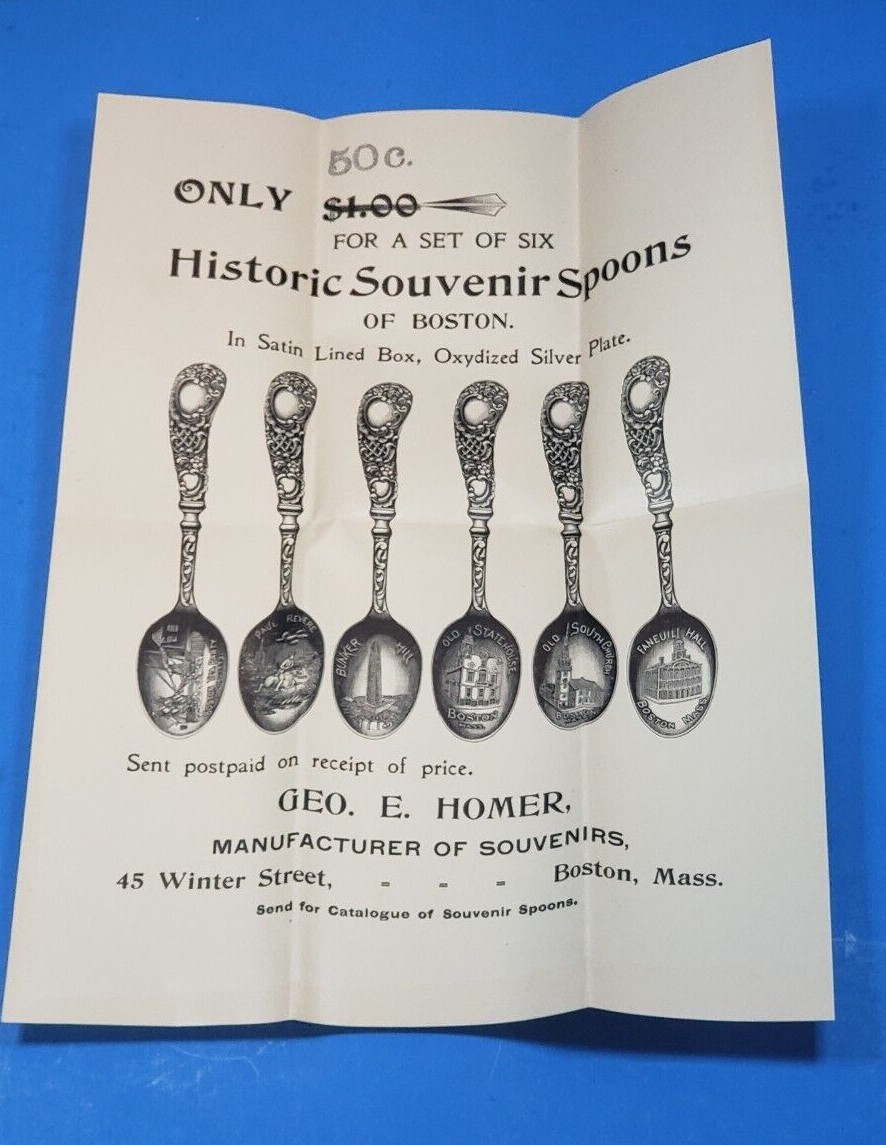 50c.
ONLY $1.00
FOR A SET OF SIX
Historic Souvenir Spoons
OF BOSTON.
In Satin Lined Box, Oxydized Silver Plate.
PAUL REVERE
BUNKER HILL
OLD STATE HOUSE
BOSTON
MASS.
OLD SOUTH CHURCH
BOSTON
FANEUIL HALL
BOSTON MASS
Sent postpaid on receipt of price.
GEO. E. HOMER,
MANUFACTURER OF SOUVENIRS,
45 Winter Street, - - - Boston, Mass.
Send for Catalogue of Souvenir Spoons.